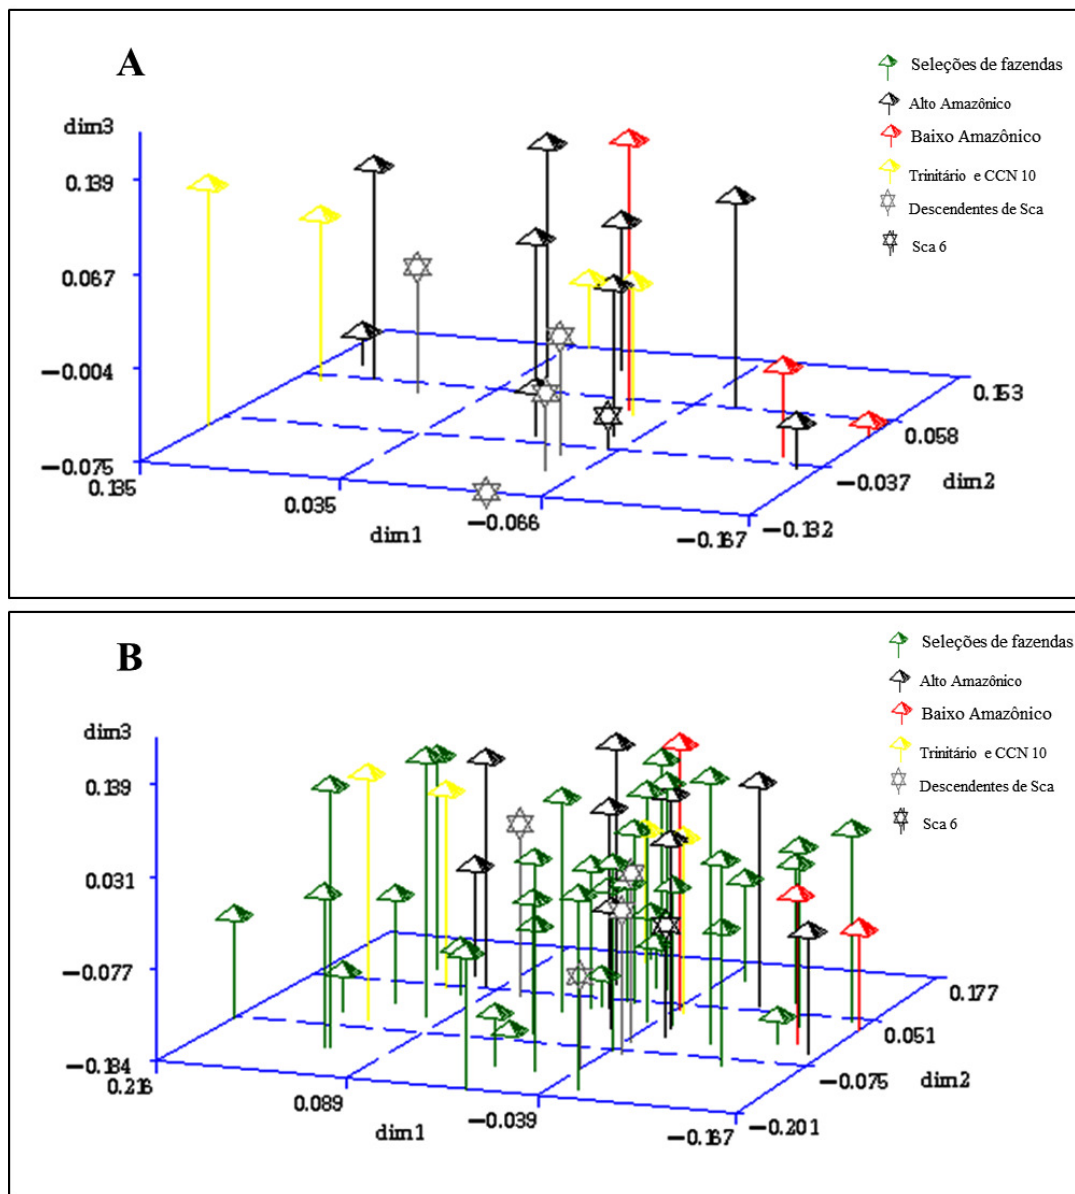 A
Seleções de fazendas
Alto Amazônico
Baixo Amazônico
Trinitário e CCN 10
Descendentes de Sca
Sca 6
dim3
0.139
0.067
−0.004
−0.075
0.135
0.035
−0.066
−0.167
dim1
0.153
0.058
−0.037
−0.132
dim2
B
Seleções de fazendas
Alto Amazônico
Baixo Amazônico
Trinitário e CCN 10
Descendentes de Sca
Sca 6
dim3
0.139
0.031
−0.077
−0.184
0.216
0.089
−0.039
−0.167
dim1
0.177
0.051
−0.075
−0.201
dim2